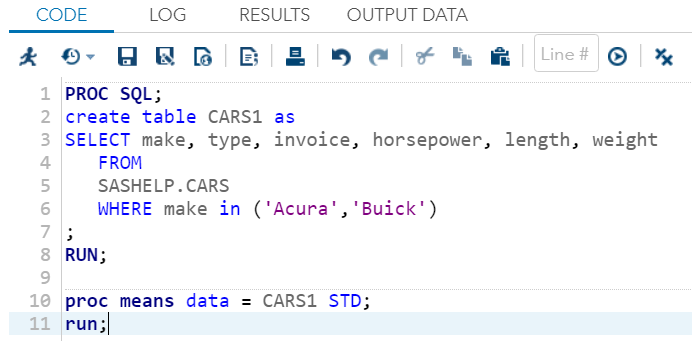 CODE LOG RESULTS OUTPUT DATA
Line #
1 PROC SQL;
2 create table CARS1 as
3 SELECT make, type, invoice, horsepower, length, weight
4 FROM
5 SASHELP.CARS
6 WHERE make in ('Acura','Buick')
7 ;
8 RUN;
9
10 proc means data = CARS1 STD;
11 run;